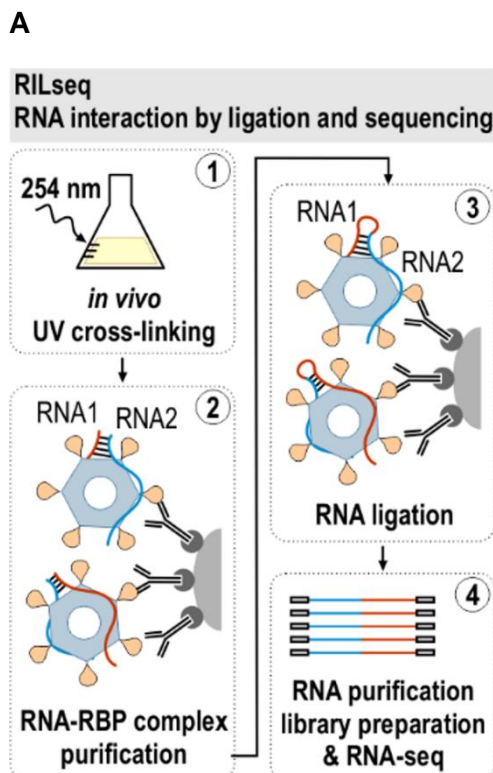 A
RILseq
RNA interaction by ligation and sequencing
1
254 nm
in vivo
UV cross-linking
2
RNA1 RNA2
RNA-RBP complex
purification
3
RNA1
RNA2
RNA ligation
4
RNA purification
library preparation
& RNA-seq